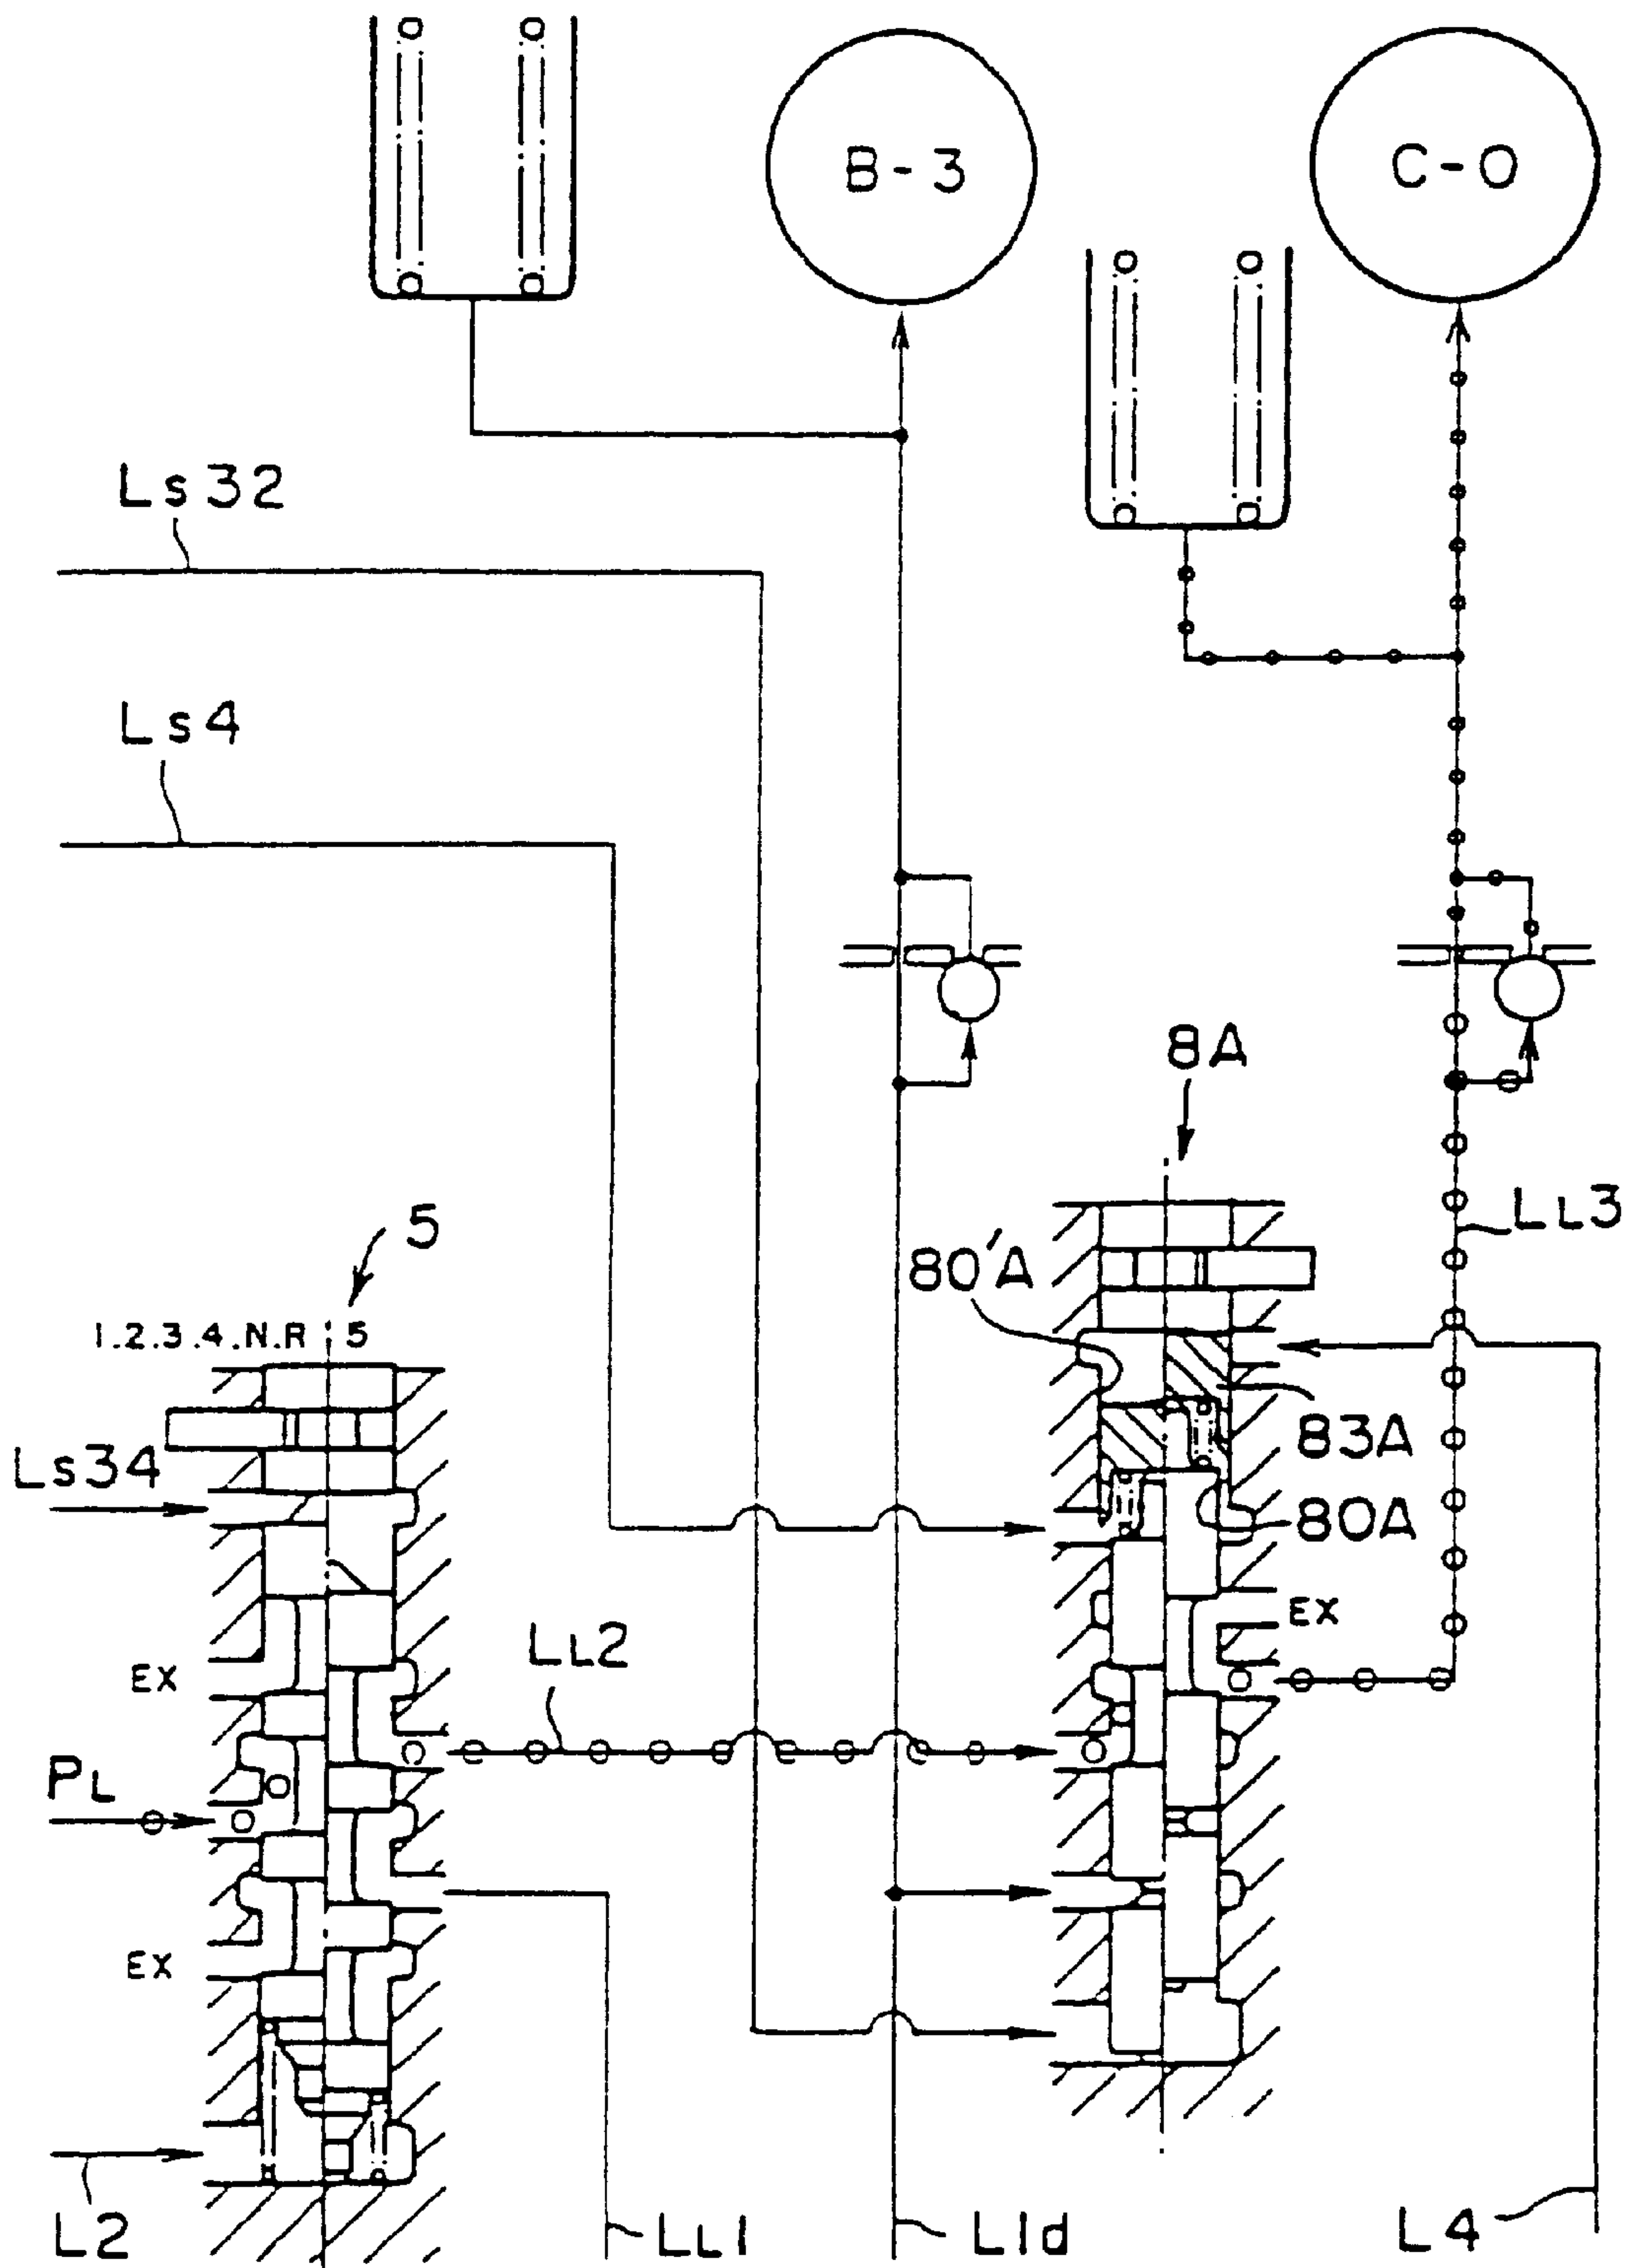 B-3
C-0
Ls32
Ls4
8A
5
LL3
80'A
1.2.3.4.N.R 5
Ls34
83A
80A
EX
LL2
EX
PL
EX
L2
LL1
L1d
L4